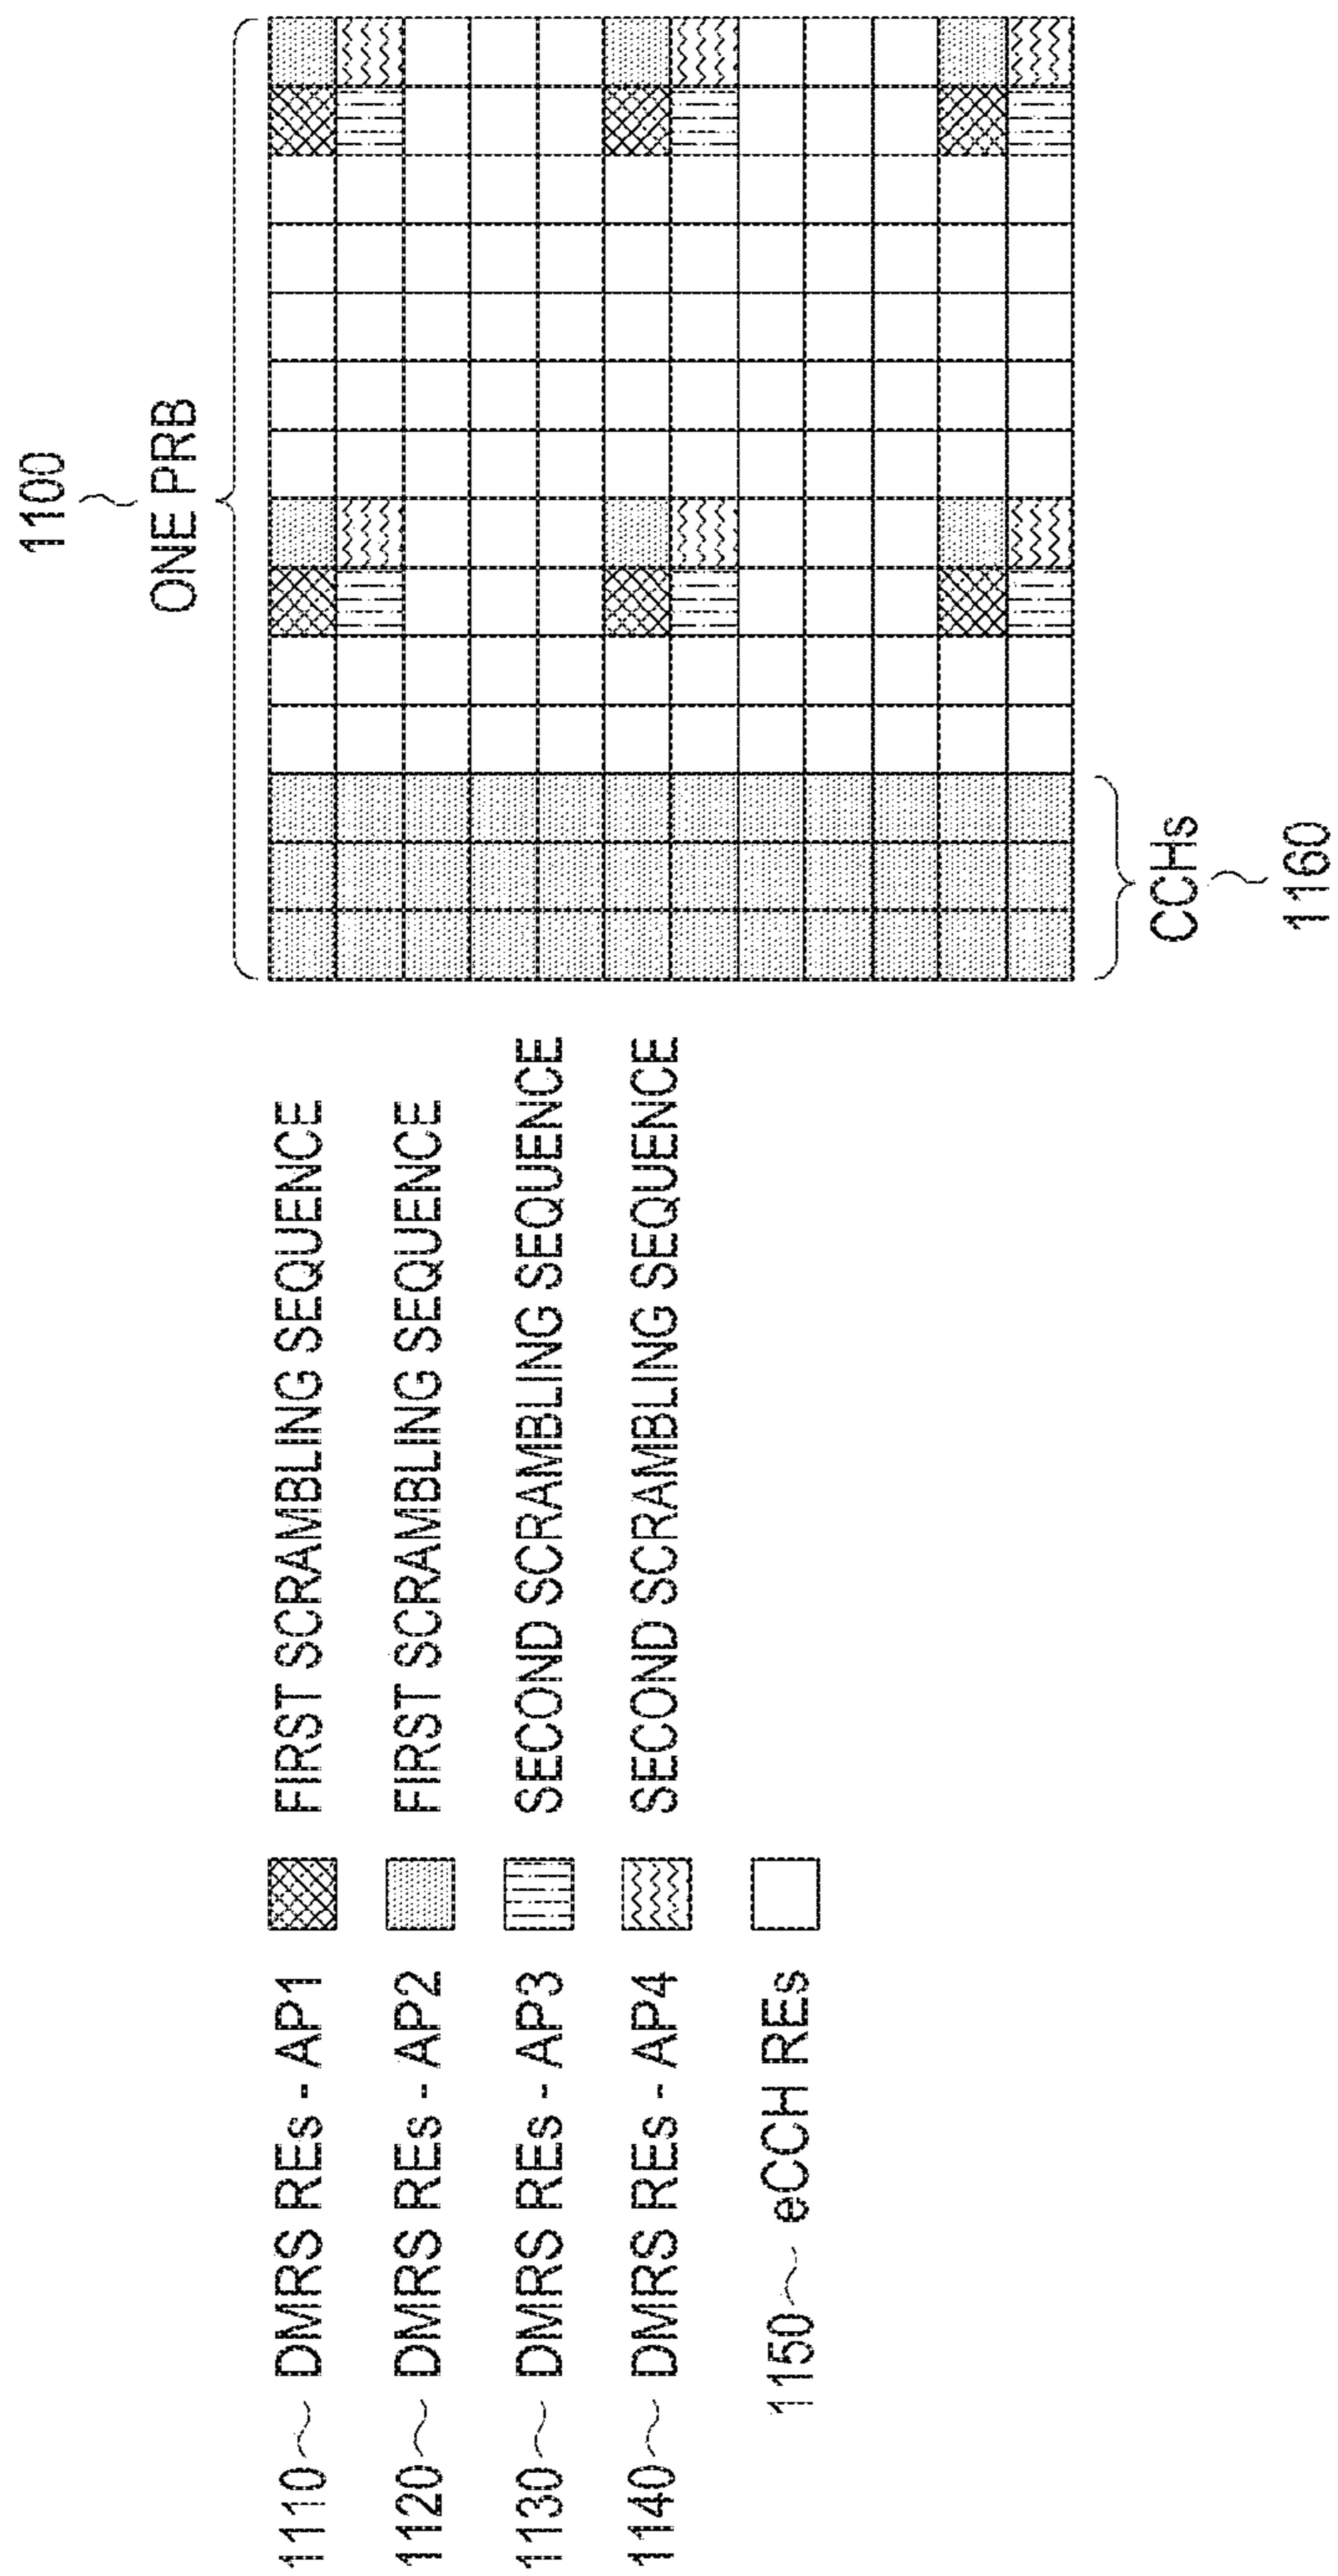 1110 DMRS REs - AP1 FIRST SCRAMBLING SEQUENCE
1120 DMRS REs - AP2 FIRST SCRAMBLING SEQUENCE
1130 DMRS REs - AP3 SECOND SCRAMBLING SEQUENCE
1140 DMRS REs - AP4 SECOND SCRAMBLING SEQUENCE
1150 eCCH REs
1100
ONE PRB
CCHs
1160